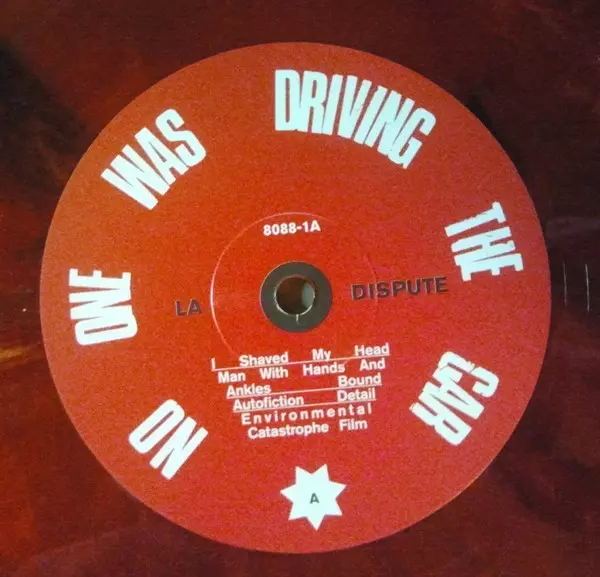 NO ONE WAS DRIVING THE CAR
8088-1A
LA DISPUTE
I Shaved My Head
Man With Hands And
Ankles Bound
Autofiction Detail
Environmental
Catastrophe Film
A